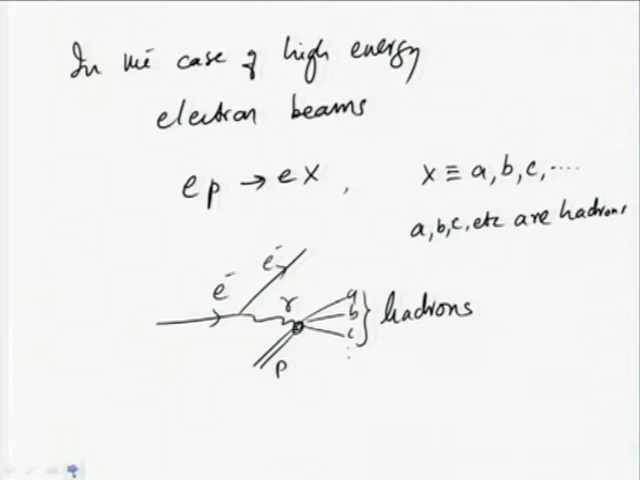 In the case of high energy
electron beams
ep → eX , X ≡ a, b, c, ....
a, b, c, etc are hadrons
e⁻
e⁻
γ
a
b
c
⋮
} hadrons
p